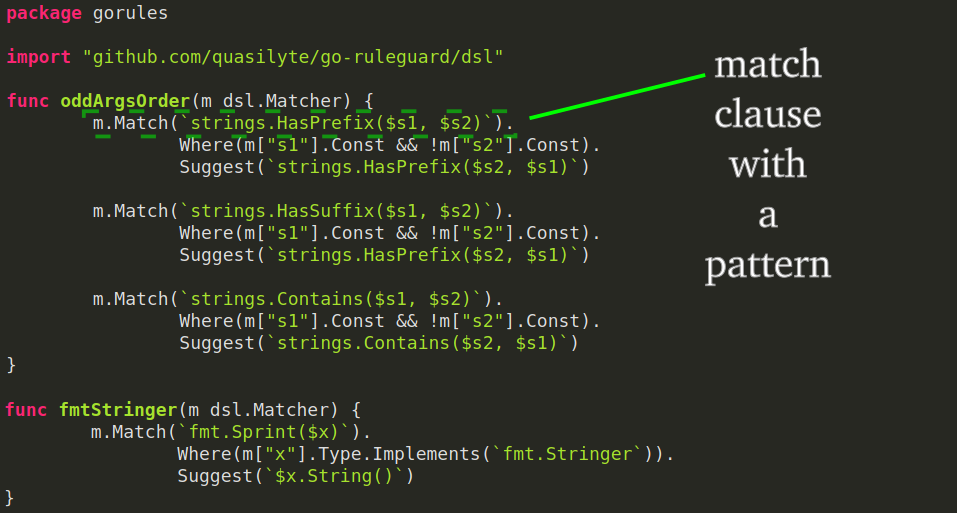 package gorules
import "github.com/quasilyte/go-ruleguard/dsl"
func oddArgsOrder(m dsl.Matcher) {
m.Match(`strings.HasPrefix($s1, $s2)`).
Where(m["s1"].Const && !m["s2"].Const).
Suggest(`strings.HasPrefix($s2, $s1)`)
m.Match(`strings.HasSuffix($s1, $s2)`).
Where(m["s1"].Const && !m["s2"].Const).
Suggest(`strings.HasPrefix($s2, $s1)`)
m.Match(`strings.Contains($s1, $s2)`).
Where(m["s1"].Const && !m["s2"].Const).
Suggest(`strings.Contains($s2, $s1)`)
}
func fmtStringer(m dsl.Matcher) {
m.Match(`fmt.Sprint($x)`).
Where(m["x"].Type.Implements(`fmt.Stringer`)).
Suggest(`$x.String()`)
}
match
clause
with
a
pattern